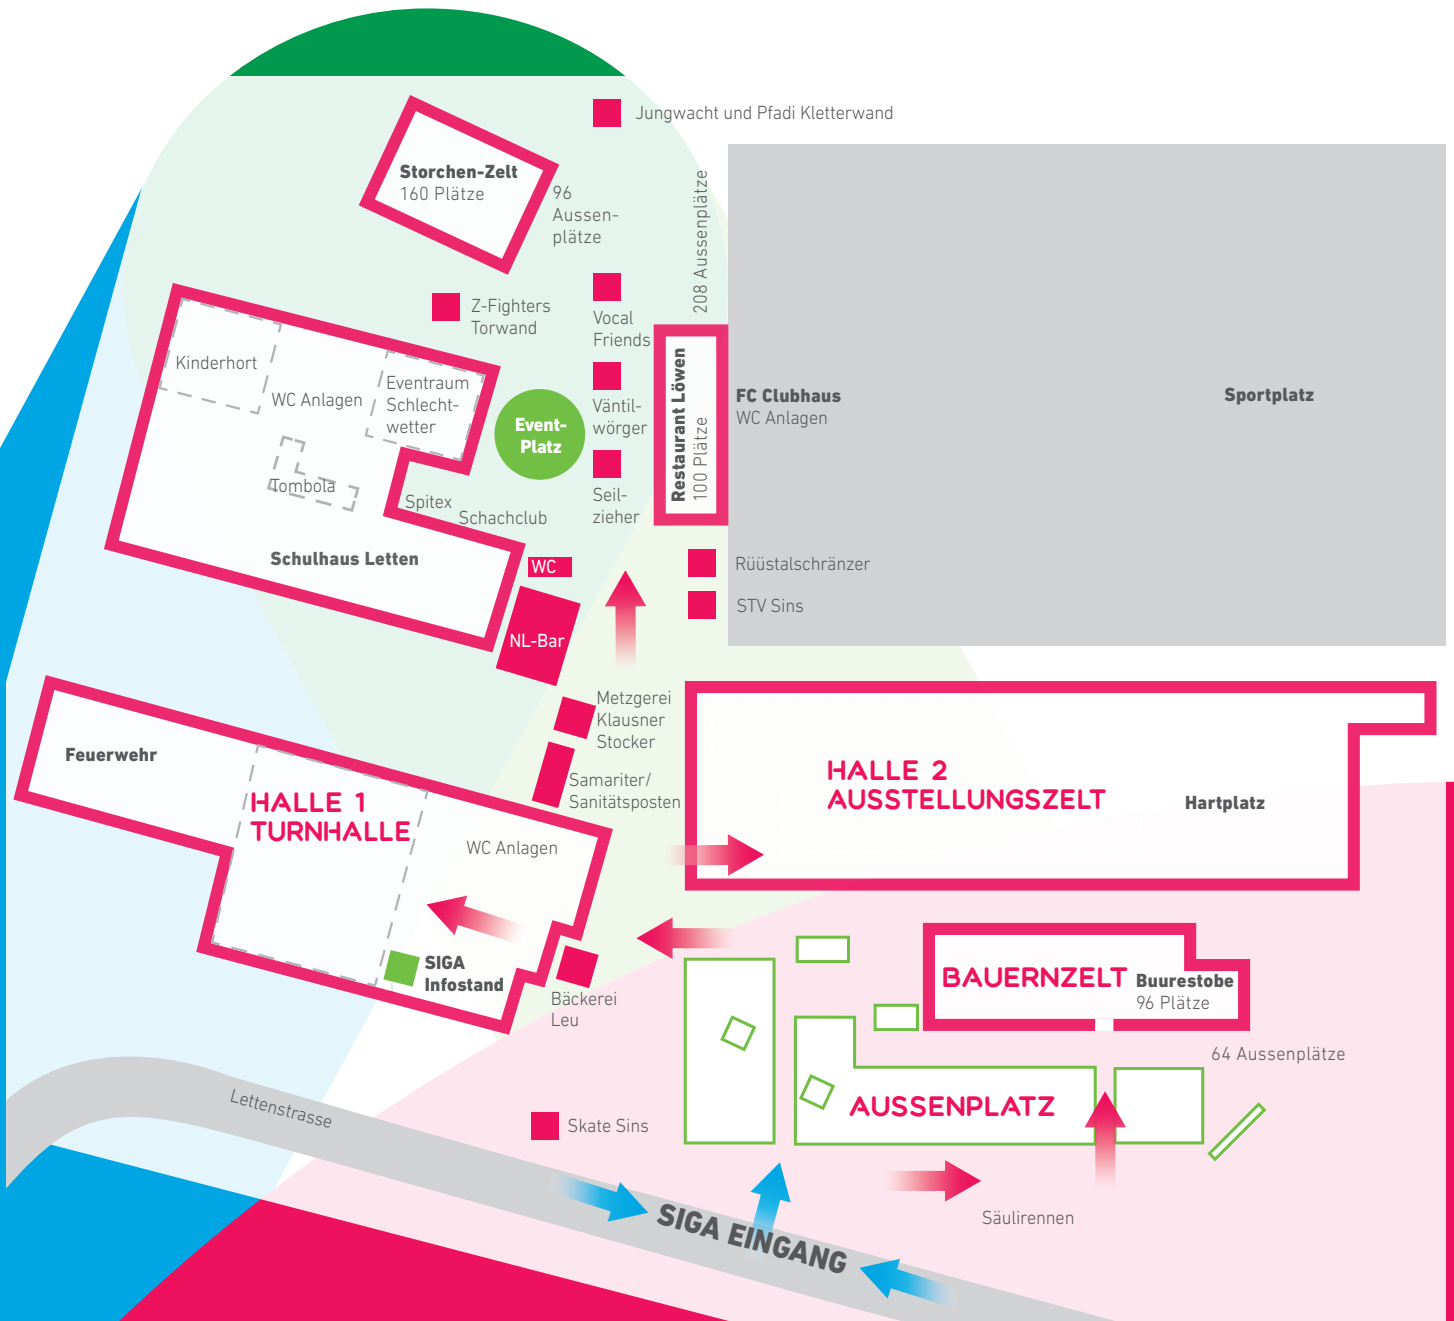 Jungwacht und Pfadi Kletterwand
Storchen-Zelt
160 Plätze
96
Aussen-
plätze
208 Aussenplätze
Z-Fighters
Torwand
Vocal
Friends
Kinderhort
WC Anlagen
Eventraum
Schlecht-
wetter
Event-
Platz
Väntil-
wörger
Restaurant Löwen
100 Plätze
FC Clubhaus
WC Anlagen
Sportplatz
Tombola
Spitex
Schachclub
Seil-
zieher
Schulhaus Letten
WC
Rüüstalschränzer
STV Sins
NL-Bar
Metzgerei
Klausner
Stocker
Feuerwehr
Samariter/
Sanitätsposten
HALLE 1
TURNHALLE
WC Anlagen
HALLE 2
AUSSTELLUNGSZELT
Hartplatz
SIGA
Infostand
Bäckerei
Leu
BAUERNZELT
Buurestobe
96 Plätze
64 Aussenplätze
AUSSENPLATZ
Lettenstrasse
Skate Sins
SIGA EINGANG
Säulirennen